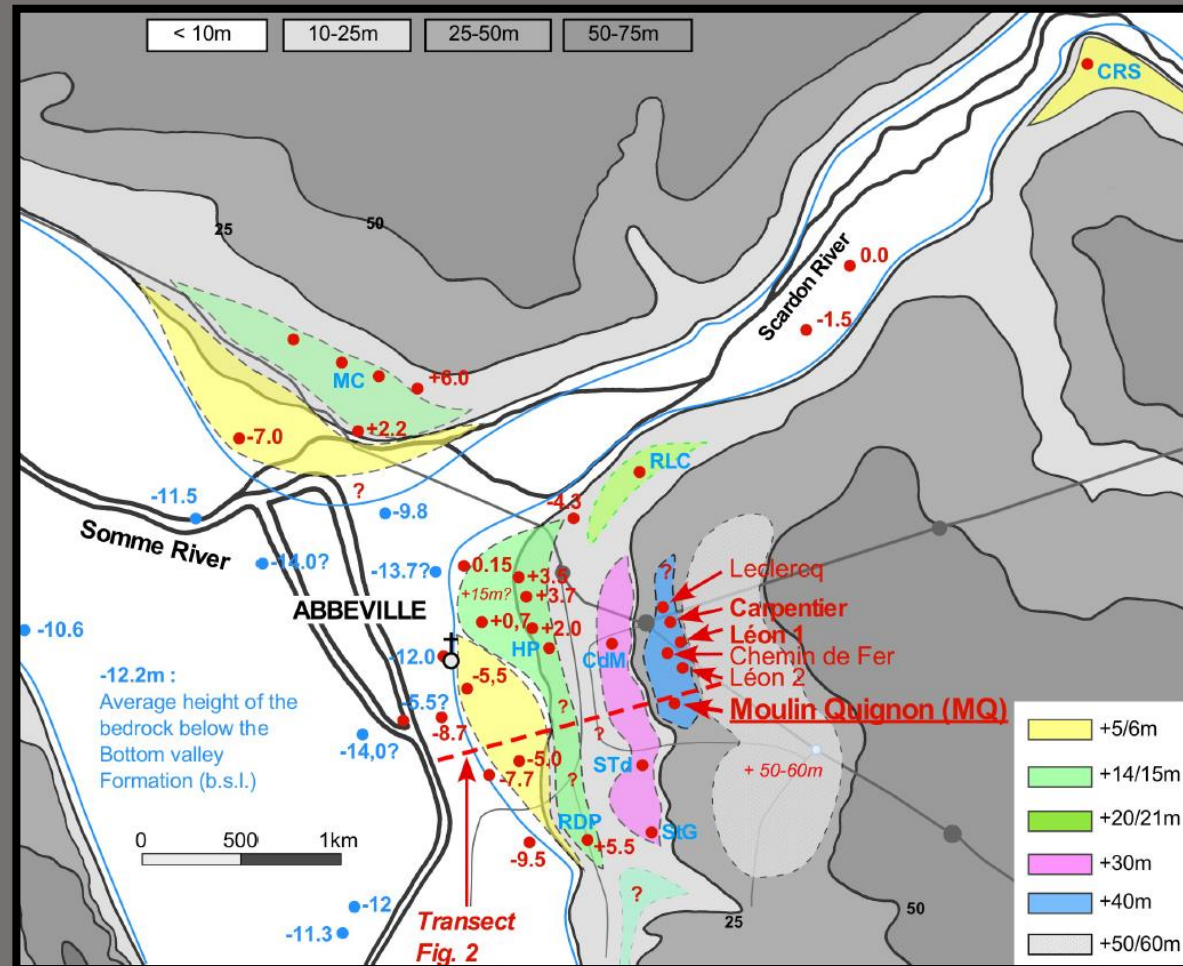 < 10m
10-25m
25-50m
50-75m
CRS
50
25
0.0
Scardon River
-1.5
MC
+6.0
+2.2
-7.0
?
RLC
-11.5
-9.8
-4.3
Somme River
-14.0?
-13.7?
0.15
+3.5
+15m?
+3.7
?
Leclercq
ABBEVILLE
+0,7
+2.0
Carpentier
-10.6
HP
CdM
Léon 1
-12.0
Chemin de Fer
-5,5
Léon 2
-12.2m :
Average height of the
bedrock below the
Bottom valley
Formation (b.s.l.)
-5.5?
?
Moulin Quignon (MQ)
-8.7
?
-14,0?
-5.0
STd
+ 50-60m
-7.7
?
0 500 1km
RDP
StG
-9.5
+5.5
-12
?
-11.3
Transect
Fig. 2
25
50
+5/6m
+14/15m
+20/21m
+30m
+40m
+50/60m